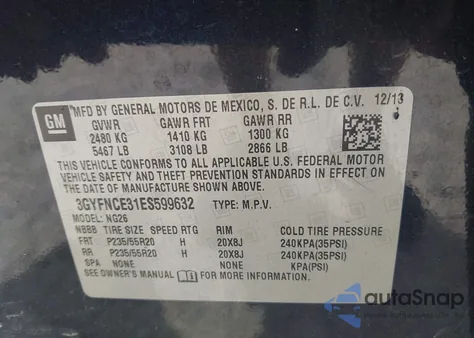 GM
MFD BY GENERAL MOTORS DE MEXICO, S. DE R.L. DE C.V. 12/13
GVWR GAWR FRT GAWR RR
2480 KG 1410 KG 1300 KG
5467 LB 3108 LB 2866 LB
THIS VEHICLE CONFORMS TO ALL APPLICABLE U.S. FEDERAL MOTOR
VEHICLE SAFETY AND THEFT PREVENTION STANDARDS IN EFFECT ON
THE DATE OF MANUFACTURE SHOWN ABOVE.
3GYFNCE31ES599632 TYPE: M.P.V.
MODEL: NG26
NBBB TIRE SIZE SPEED RTG RIM COLD TIRE PRESSURE
FRT P235/55R20 H 20X8J 240KPA(35PSI)
RR P235/55R20 H 20X8J 240KPA(35PSI)
SPA NONE NONE KPA(PSI)
SEE OWNER'S MANUAL FOR ADDITIONAL INFORMATION
autoSnap